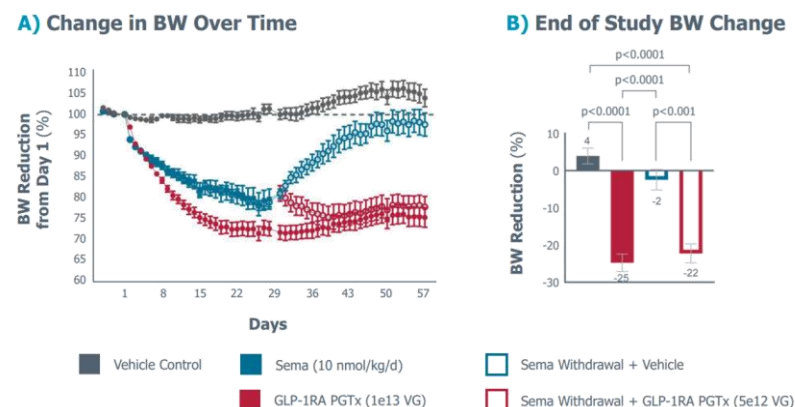 A) Change in BW Over Time
BW Reduction from Day 1 (%)
110
105
100
95
90
85
80
75
70
65
60
1 8 15 22 29 36 43 50 57
Days
B) End of Study BW Change
p<0.0001
p<0.0001
p<0.0001 p<0.001
BW Reduction (%)
10
0
-10
-20
-30
4
-25
-2
-22
Vehicle Control
Sema (10 nmol/kg/d)
Sema Withdrawal + Vehicle
GLP-1RA PGTx (1e13 VG)
Sema Withdrawal + GLP-1RA PGTx (5e12 VG)